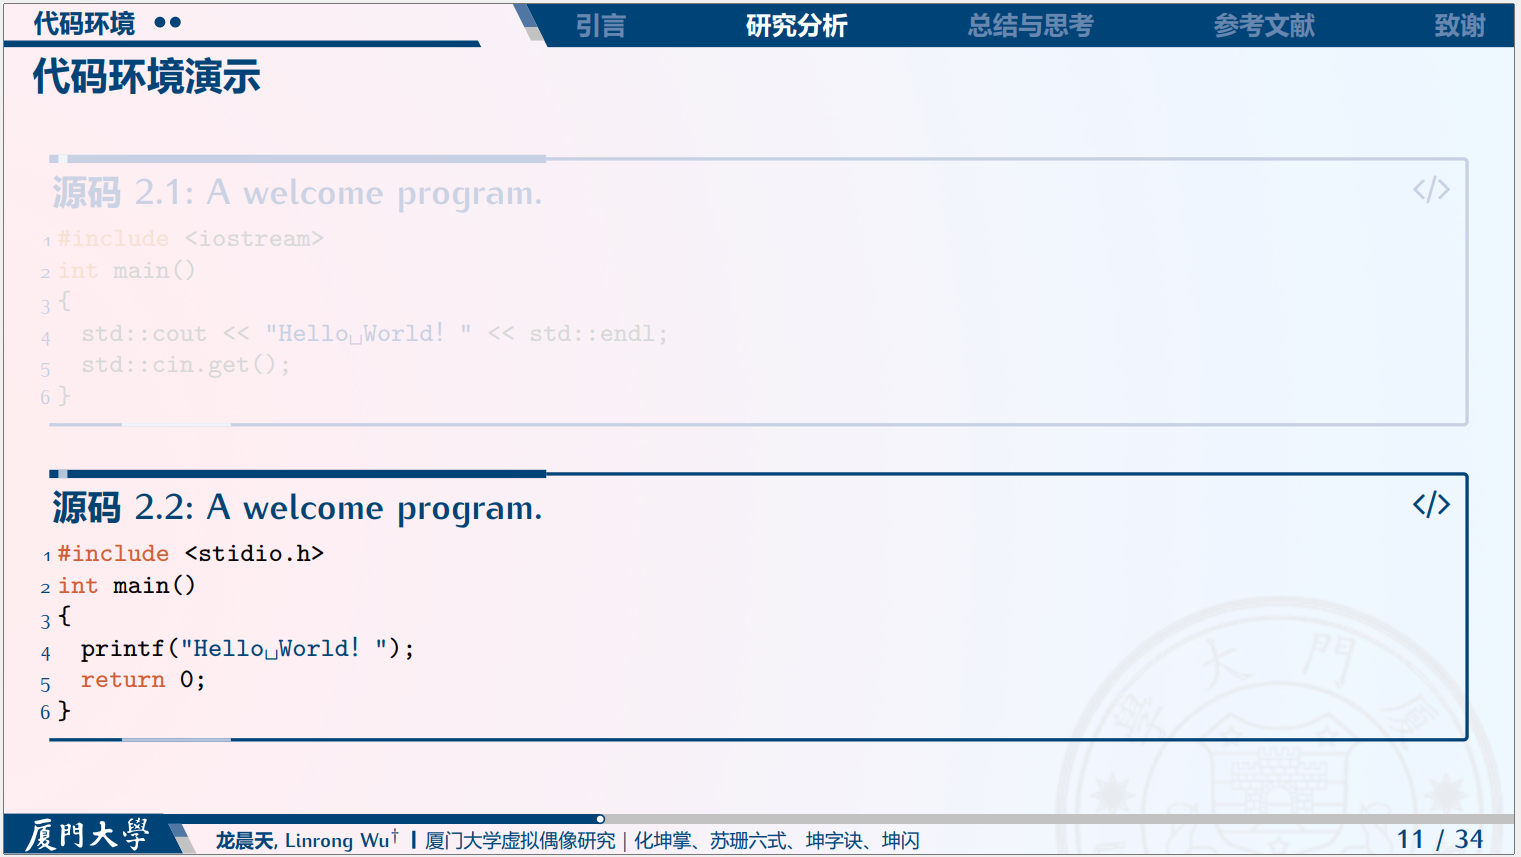 代码环境
引言 研究分析 总结与思考 参考文献 致谢
代码环境演示
源码 2.1: A welcome program.
</>
1 #include <iostream>
2 int main()
3 {
4 std::cout << "Hello␣World! " << std::endl;
5 std::cin.get();
6 }
源码 2.2: A welcome program.
</>
1 #include <stidio.h>
2 int main()
3 {
4 printf("Hello␣World! ");
5 return 0;
6 }
學大門廈
廈門大學
龙晨天, Linrong Wu† | 厦门大学虚拟偶像研究 | 化坤掌、苏珊六式、坤字诀、坤闪
11 / 34